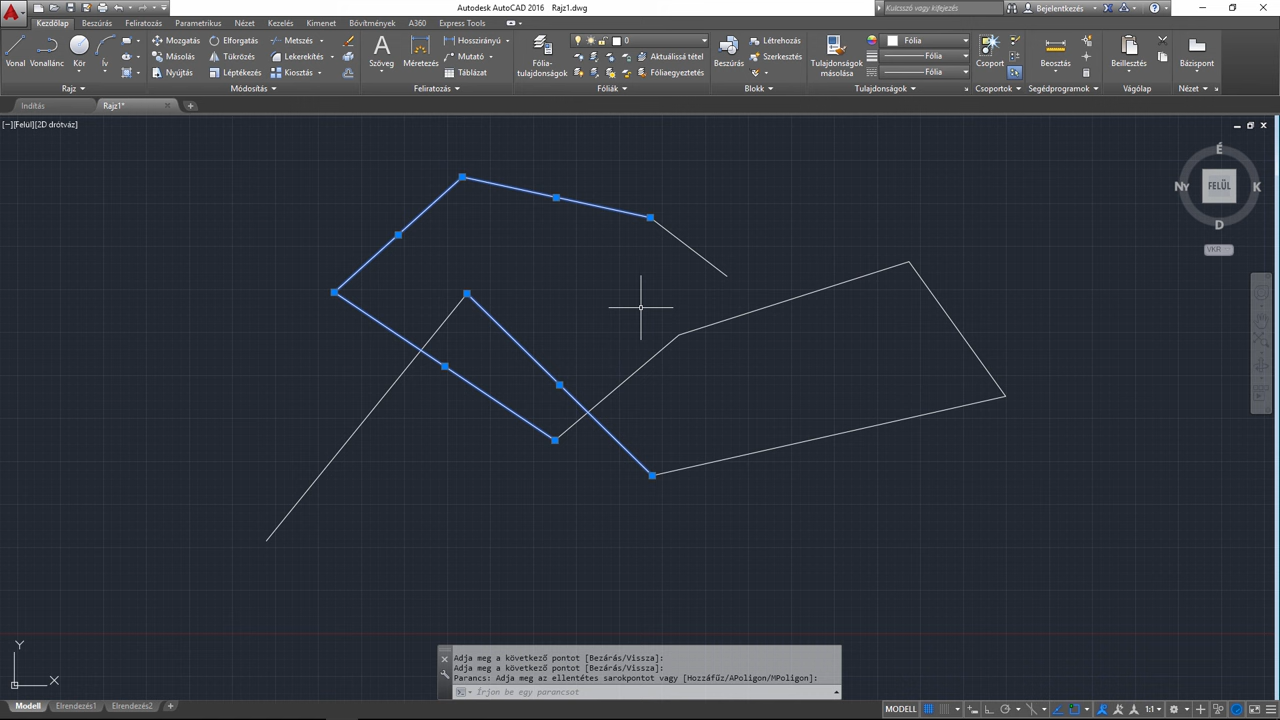 Autodesk AutoCAD 2016 Rajz1.dwg
Kulcsszó vagy kifejezés
Bejelentkezés
Kezdőlap Beszúrás Feliratozás Parametrikus Nézet Kezelés Kimenet Bővítmények A360 Express Tools
Vonal Vonallánc Kör Ív
Mozgatás Elforgatás Metszés
Másolás Tükrözés Lekerekítés
Nyújtás Léptékezés Kiosztás
Szöveg Méretezés
Hosszirányú
Mutató
Táblázat
Fólia-
tulajdonságok
0
Aktuálissá tétel
Fóliaegyeztetés
Beszúrás
Létrehozás
Szerkesztés
Tulajdonságok
másolása
Fólia
Fólia
Fólia
Csoport
Beosztás
Beillesztés
Bázispont
Rajz Módosítás Feliratozás Fóliák Blokk Tulajdonságok Csoportok Segédprogramok Vágólap Nézet
Indítás Rajz1*
[−][Felül][2D drótváz]
É
NY FELÜL K
D
VKR
Y
X
Adja meg a következő pontot [Bezárás/Vissza]:
Adja meg a következő pontot [Bezárás/Vissza]:
Parancs: Adja meg az ellentétes sarokpontot vagy [Hozzáfűz/APoligon/MPoligon]:
Írjon be egy parancsot
Modell Elrendezés1 Elrendezés2
MODELL
1:1